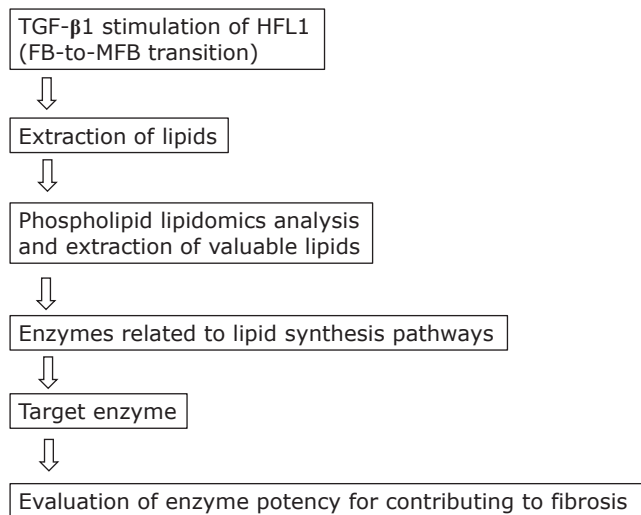 TGF-β1 stimulation of HFL1
(FB-to-MFB transition)
Extraction of lipids
Phospholipid lipidomics analysis
and extraction of valuable lipids
Enzymes related to lipid synthesis pathways
Target enzyme
Evaluation of enzyme potency for contributing to fibrosis